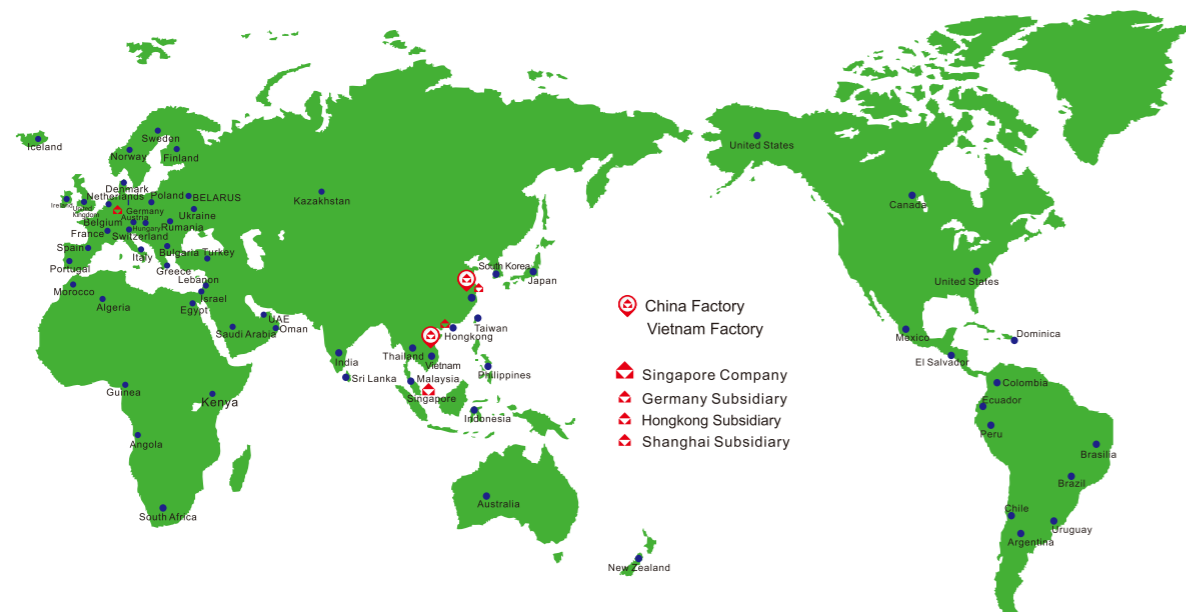 Iceland
Sweden
Norway
Finland
Denmark
Ireland
United
Kingdom
Netherlands
Poland
BELARUS
Germany
Ukraine
Belgium
Austria
Hungary
Rumania
France
Switzerland
Spain
Italy
Bulgaria
Turkey
Portugal
Greece
Kazakhstan
Morocco
Algeria
Lebanon
Israel
Egypt
UAE
Saudi Arabia
Oman
South Korea
Japan
Taiwan
Hongkong
India
Thailand
Vietnam
Sri Lanka
Malaysia
Philippines
Singapore
Indonesia
Guinea
Kenya
Angola
South Africa
Australia
New Zealand
China Factory
Vietnam Factory
Singapore Company
Germany Subsidiary
Hongkong Subsidiary
Shanghai Subsidiary
United States
Canada
United States
Mexico
Dominica
El Salvador
Colombia
Ecuador
Peru
Brasilia
Brazil
Chile
Uruguay
Argentina